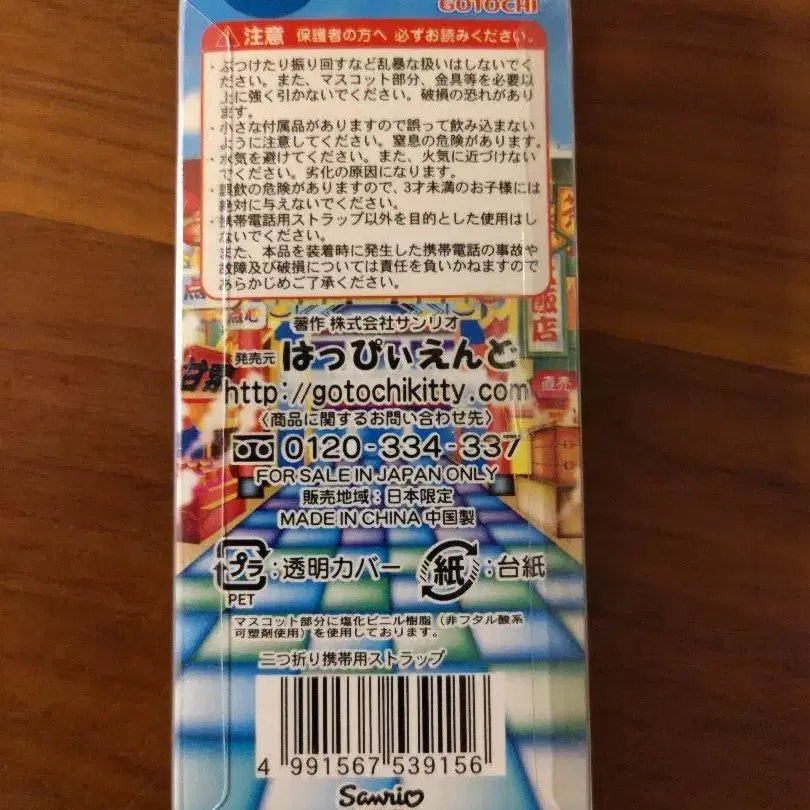 GOTOCHI
注意 保護者の方へ 必ずお読みください。
・ぶつけたり振り回すなど乱暴な扱いはしないでく
ださい。また、マスコット部分、金具等を必要以
上に強く引かないでください。破損の恐れがあり
ます。
・小さな付属品がありますので誤って飲み込まない
ように注意してください。窒息の危険があります。
・水気を避けてください。また、火気に近づけない
でください。劣化の原因になります。
・誤飲の危険がありますので、3才未満のお子様には
絶対に与えないでください。
・携帯電話用ストラップ以外を目的とした使用はし
ないでください。
また、本品を装着時に発生した携帯電話の事故や
故障及び破損については責任を負いかねますので
あらかじめご了承ください。
点心
飯店
直売
著作 株式会社サンリオ
発売元 はっぴぃえんど
http://gotochikitty.com
〈商品に関するお問い合わせ先〉
0120-334-337
FOR SALE IN JAPAN ONLY
販売地域:日本限定
MADE IN CHINA 中国製
プラ:透明カバー 紙:台紙
PET
マスコット部分に塩化ビニル樹脂(非フタル酸系
可塑剤使用)を使用しております。
二つ折り携帯用ストラップ
4 991567 539156
Sanrio